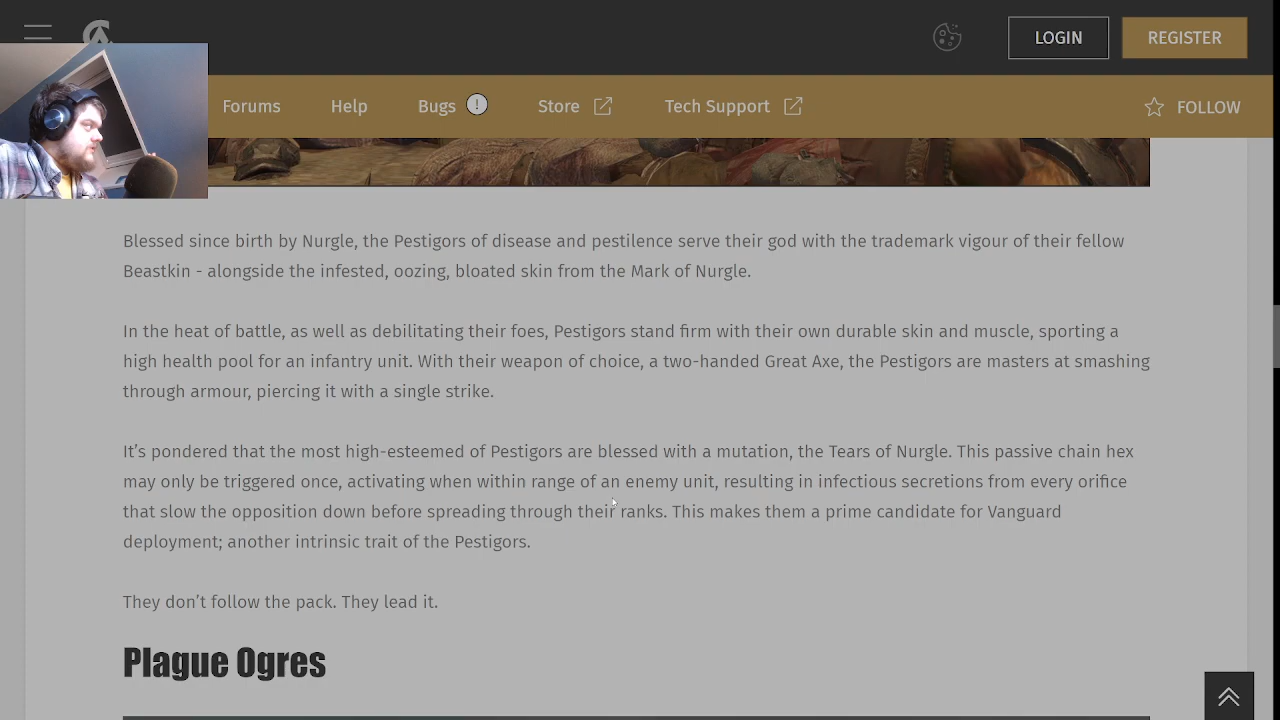 LOGIN
REGISTER
Forums
Help
Bugs !
Store
Tech Support
FOLLOW
Blessed since birth by Nurgle, the Pestigors of disease and pestilence serve their god with the trademark vigour of their fellow
Beastkin - alongside the infested, oozing, bloated skin from the Mark of Nurgle.
In the heat of battle, as well as debilitating their foes, Pestigors stand firm with their own durable skin and muscle, sporting a
high health pool for an infantry unit. With their weapon of choice, a two-handed Great Axe, the Pestigors are masters at smashing
through armour, piercing it with a single strike.
It’s pondered that the most high-esteemed of Pestigors are blessed with a mutation, the Tears of Nurgle. This passive chain hex
may only be triggered once, activating when within range of an enemy unit, resulting in infectious secretions from every orifice
that slow the opposition down before spreading through their ranks. This makes them a prime candidate for Vanguard
deployment; another intrinsic trait of the Pestigors.
They don’t follow the pack. They lead it.
Plague Ogres